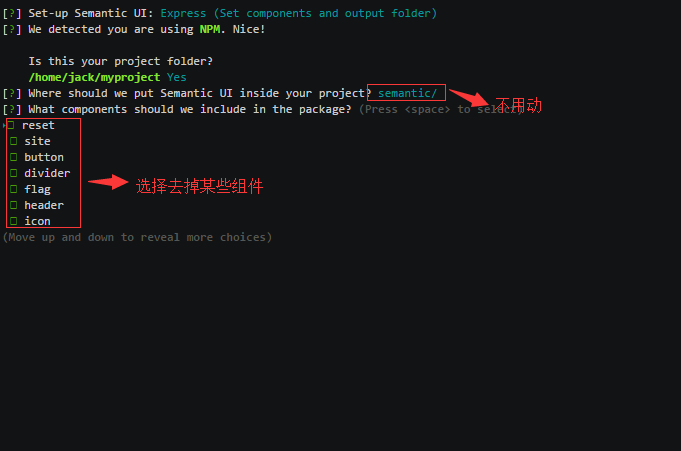 [?] Set-up Semantic UI: Express (Set components and output folder)
[?] We detected you are using NPM. Nice!
Is this your project folder?
/home/jack/myproject Yes
[?] Where should we put Semantic UI inside your project? semantic/
[?] What components should we include in the package? (Press <space> to select)
不用动
reset
site
button
divider
flag
header
icon
选择去掉某些组件
(Move up and down to reveal more choices)